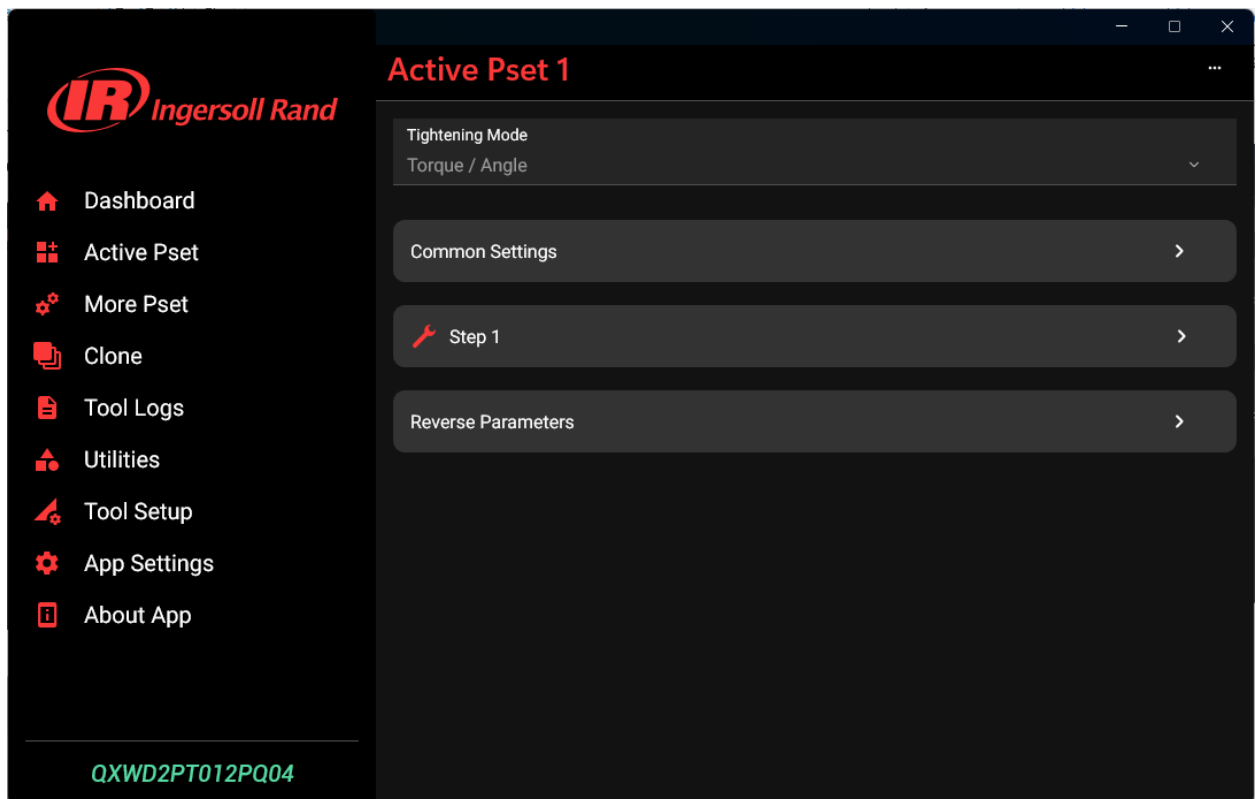 IR Ingersoll Rand
Dashboard
Active Pset
More Pset
Clone
Tool Logs
Utilities
Tool Setup
App Settings
About App
QXWD2PT012PQ04
Active Pset 1
Tightening Mode
Torque / Angle
Common Settings
Step 1
Reverse Parameters